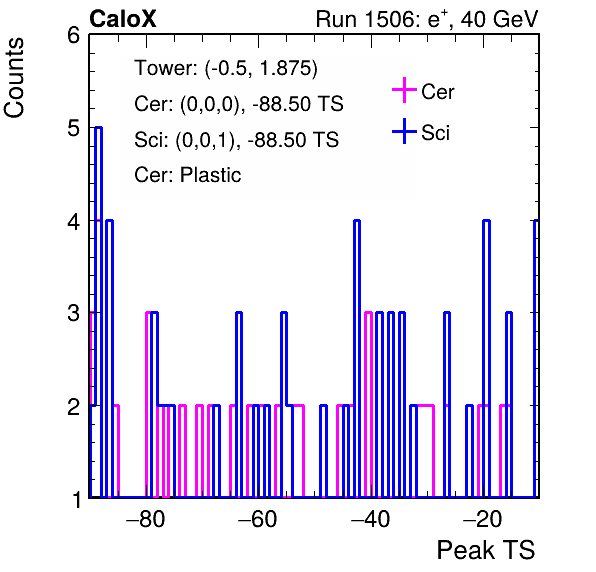 CaloX Run 1506: e⁺, 40 GeV
Counts
6
Tower: (-0.5, 1.875)
Cer: (0,0,0), -88.50 TS
Sci: (0,0,1), -88.50 TS
Cer: Plastic
Cer
Sci
5
4
3
2
1
−80 −60 −40 −20
Peak TS